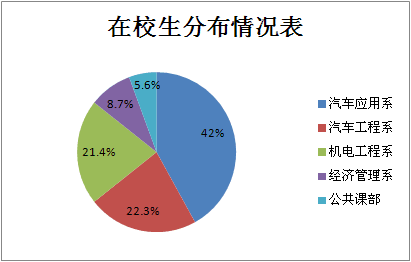 在校生分布情况表
5.6%
8.7%
42%
21.4%
22.3%
汽车应用系
汽车工程系
机电工程系
经济管理系
公共课部